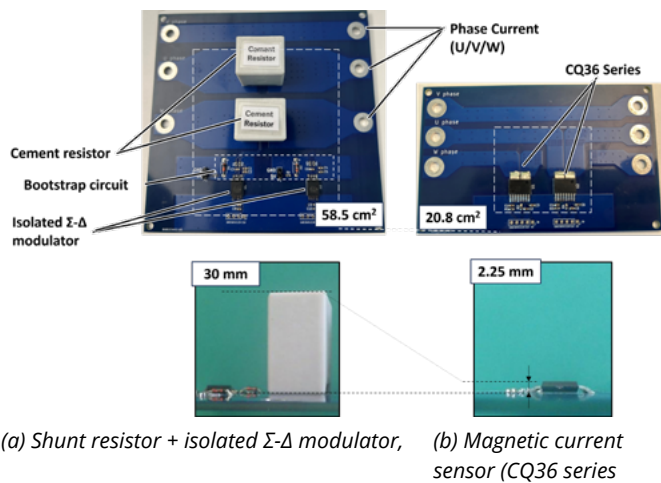 Phase Current
(U/V/W)
CQ36 Series
Cement
Resistor
Cement
Resistor
V phase
U phase
W phase
Cement resistor
Bootstrap circuit
Isolated Σ-Δ
modulator
58.5 cm²
20.8 cm²
30 mm
2.25 mm
(a) Shunt resistor + isolated Σ-Δ modulator,
(b) Magnetic current
sensor (CQ36 series